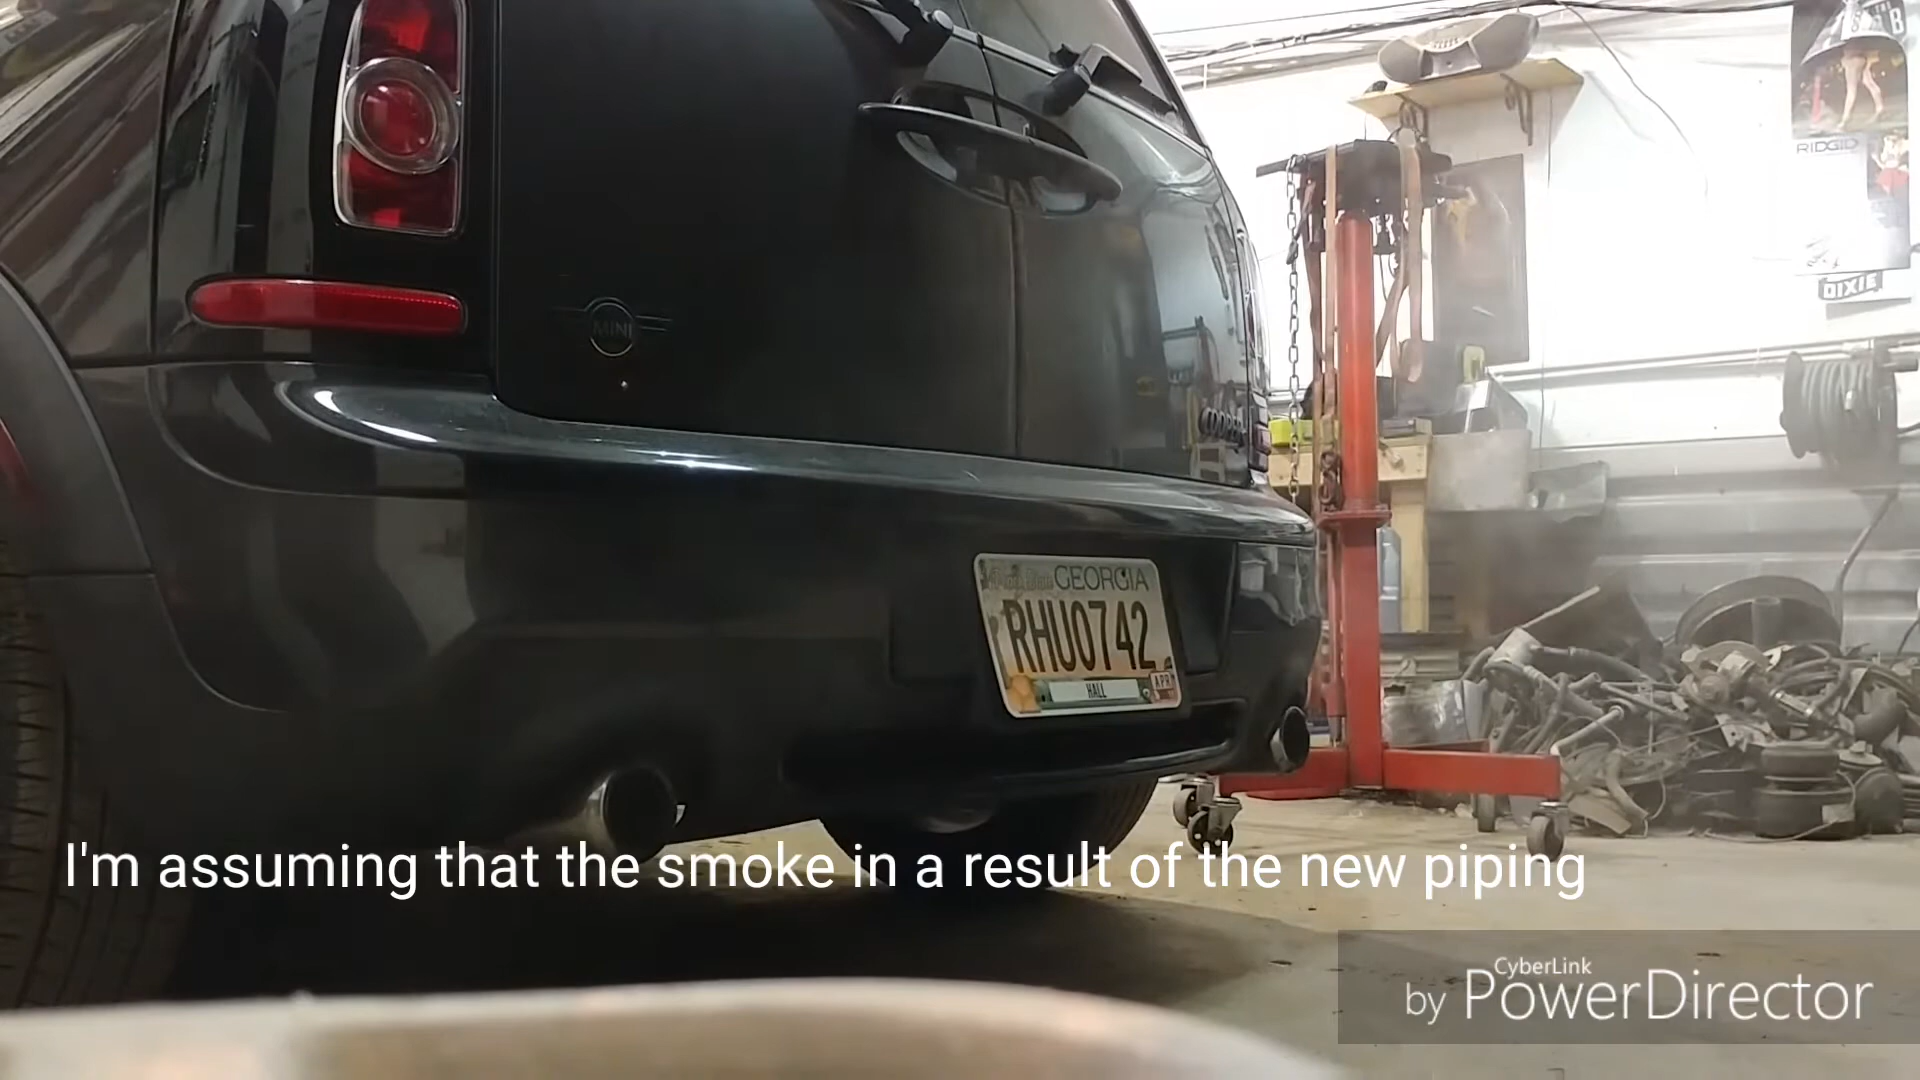 RIDGID
DIXIE
MINI
COOPER
GEORGIA
RHU0742
HALL
APR
I'm assuming that the smoke in a result of the new piping
CyberLink
by PowerDirector